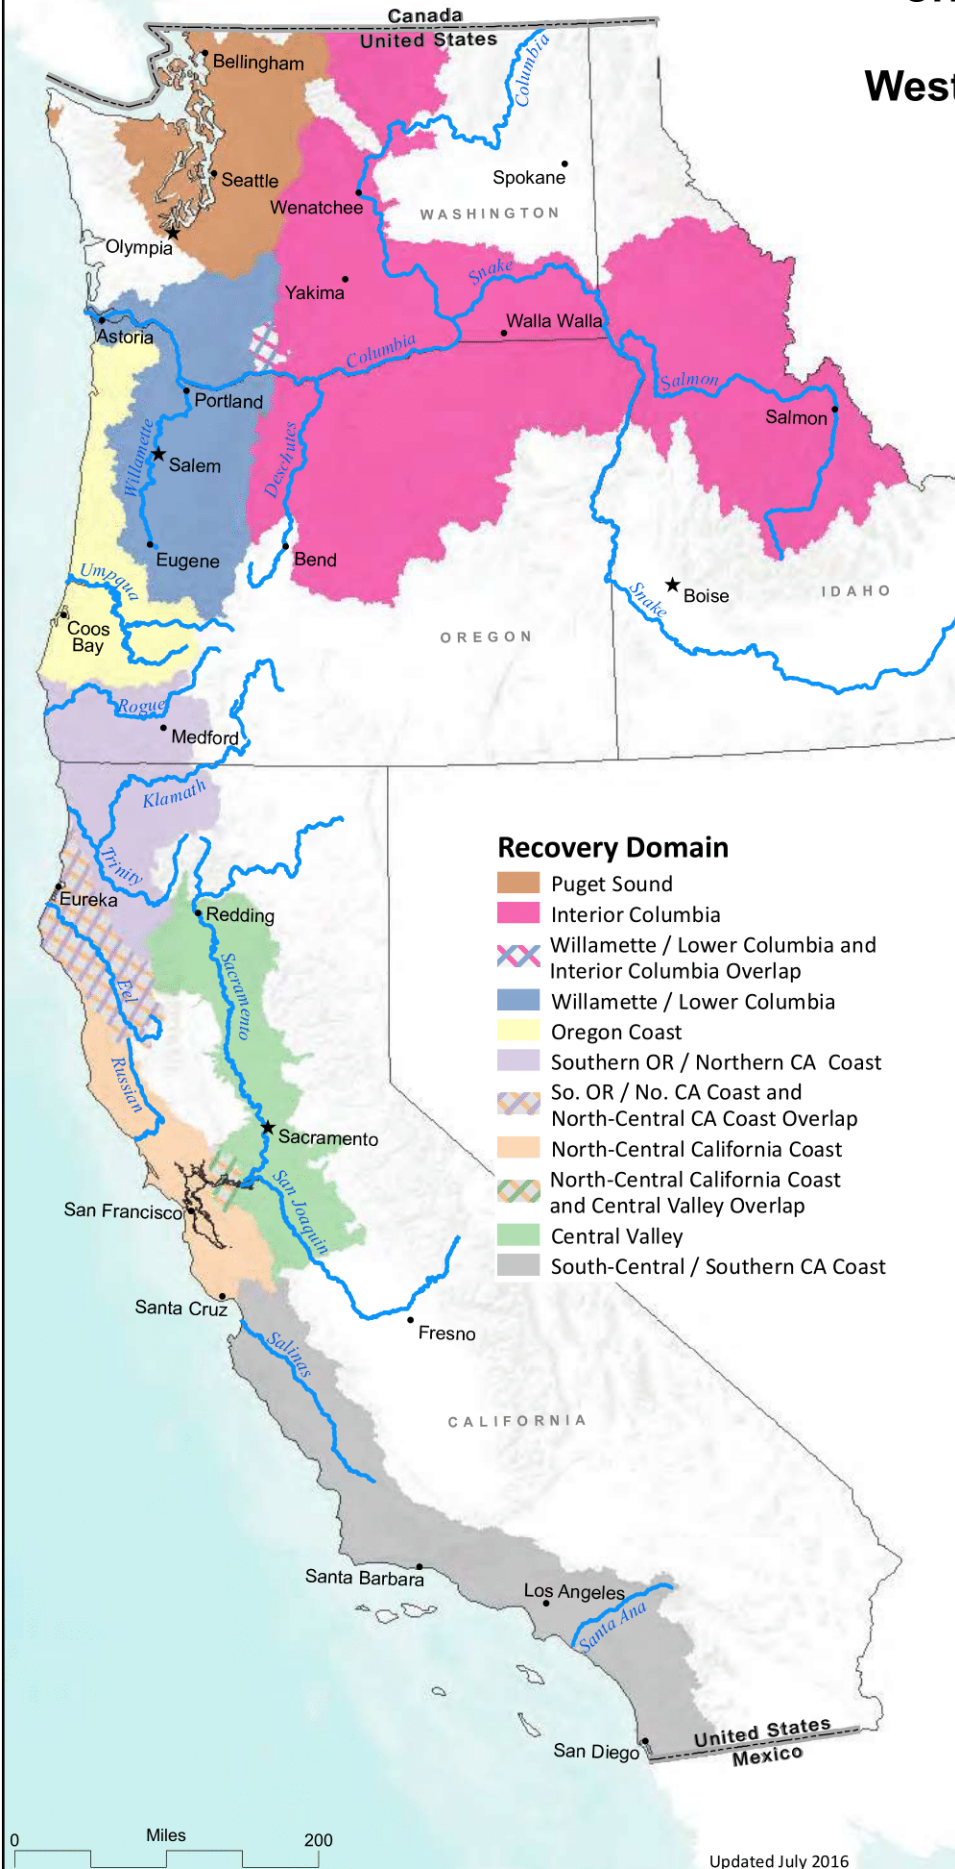 Canada
United States
West
Bellingham
Columbia
Seattle
Spokane
Wenatchee
WASHINGTON
Olympia
Snake
Yakima
Walla Walla
Astoria
Columbia
Salmon
Portland
Salmon
Willamette
Deschutes
Salem
Eugene
Bend
Umpqua
Boise
IDAHO
Snake
Coos
Bay
OREGON
Rogue
Medford
Klamath
Trinity
Eureka
Redding
Sacramento
Eel
Russian
Sacramento
San Joaquin
San Francisco
Santa Cruz
Fresno
Salinas
CALIFORNIA
Recovery Domain
Puget Sound
Interior Columbia
Willamette / Lower Columbia and
Interior Columbia Overlap
Willamette / Lower Columbia
Oregon Coast
Southern OR / Northern CA Coast
So. OR / No. CA Coast and
North-Central CA Coast Overlap
North-Central California Coast
North-Central California Coast
and Central Valley Overlap
Central Valley
South-Central / Southern CA Coast
Santa Barbara
Los Angeles
Santa Ana
San Diego
United States
Mexico
0 Miles 200
Updated July 2016